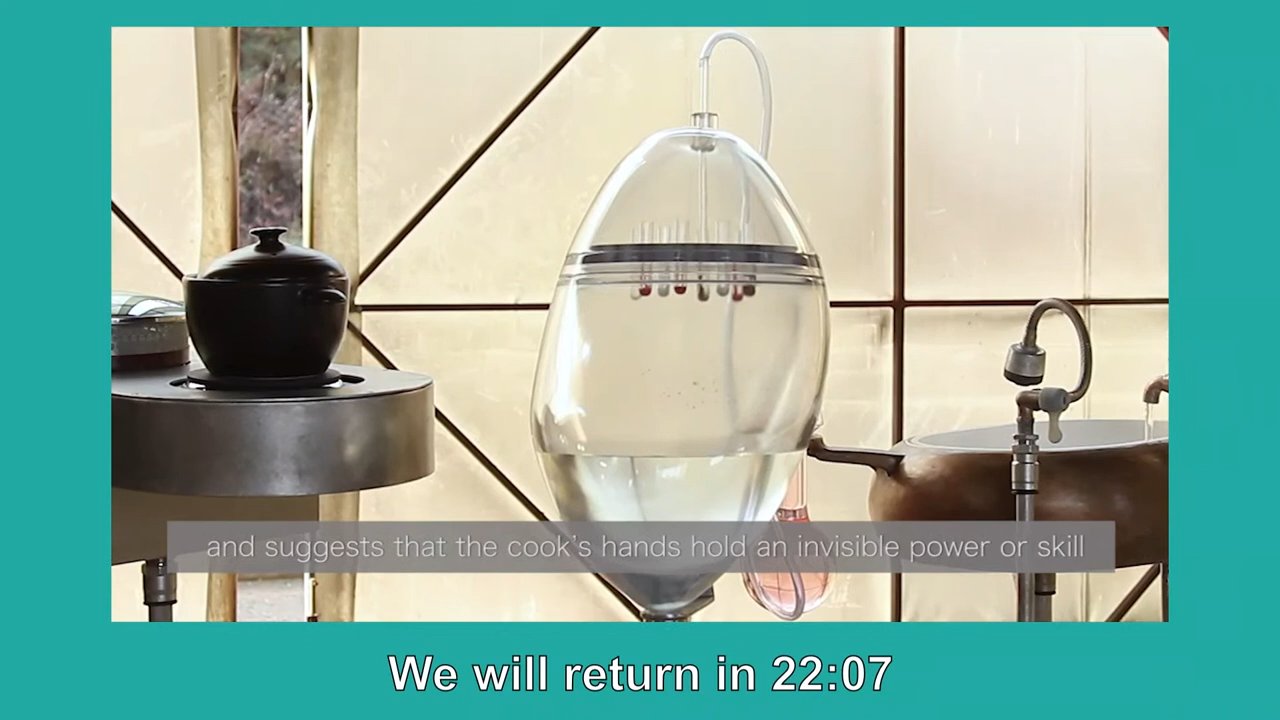 and suggests that the cook's hands hold an invisible power or skill
We will return in 22:07